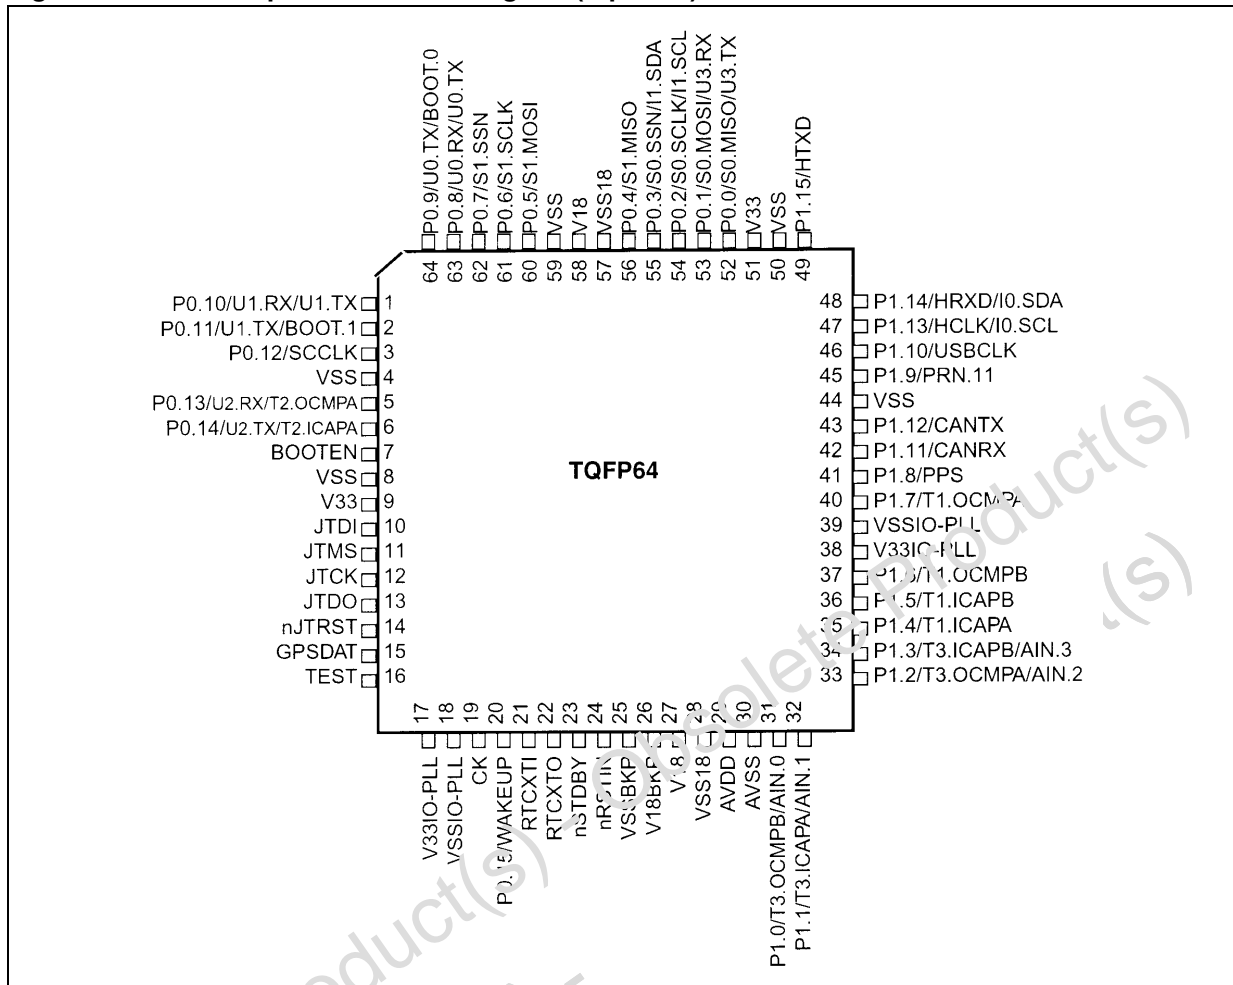 P0.9/U0.TX/BOOT.0
P0.8/U0.RX/U0.TX
P0.7/S1.SSN
P0.6/S1.SCLK
P0.5/S1.MOSI
VSS
V18
VSS18
P0.4/S1.MISO
P0.3/S0.SSN/I1.SDA
P0.2/S0.SCLK/I1.SCL
P0.1/S0.MOSI/U3.RX
P0.0/S0.MISO/U3.TX
V33
VSS
P1.15/HTXD
64
63
62
61
60
59
58
57
56
55
54
53
52
51
50
49
P0.10/U1.RX/U1.TX 1
P0.11/U1.TX/BOOT.1 2
P0.12/SCCLK 3
VSS 4
P0.13/U2.RX/T2.OCMPA 5
P0.14/U2.TX/T2.ICAPA 6
BOOTEN 7
VSS 8
V33 9
JTDI 10
JTMS 11
JTCK 12
JTDO 13
nJTRST 14
GPSDAT 15
TEST 16
TQFP64
48 P1.14/HRXD/I0.SDA
47 P1.13/HCLK/I0.SCL
46 P1.10/USBCLK
45 P1.9/PRN.11
44 VSS
43 P1.12/CANTX
42 P1.11/CANRX
41 P1.8/PPS
40 P1.7/T1.OCMPA
39 VSSIO-PLL
38 V33IO-PLL
37 P1.6/T1.OCMPB
36 P1.5/T1.ICAPB
35 P1.4/T1.ICAPA
34 P1.3/T3.ICAPB/AIN.3
33 P1.2/T3.OCMPA/AIN.2
17
18
19
20
21
22
23
24
25
26
27
28
29
30
31
32
V33IO-PLL
VSSIO-PLL
CK
P0.15/WAKEUP
RTCXTI
RTCXTO
nSTDBY
nRSTIN
VSSBKP
V18BKP
V18
VSS18
AVDD
AVSS
P1.0/T3.OCMPB/AIN.0
P1.1/T3.ICAPA/AIN.1
Obsolete Product(s)